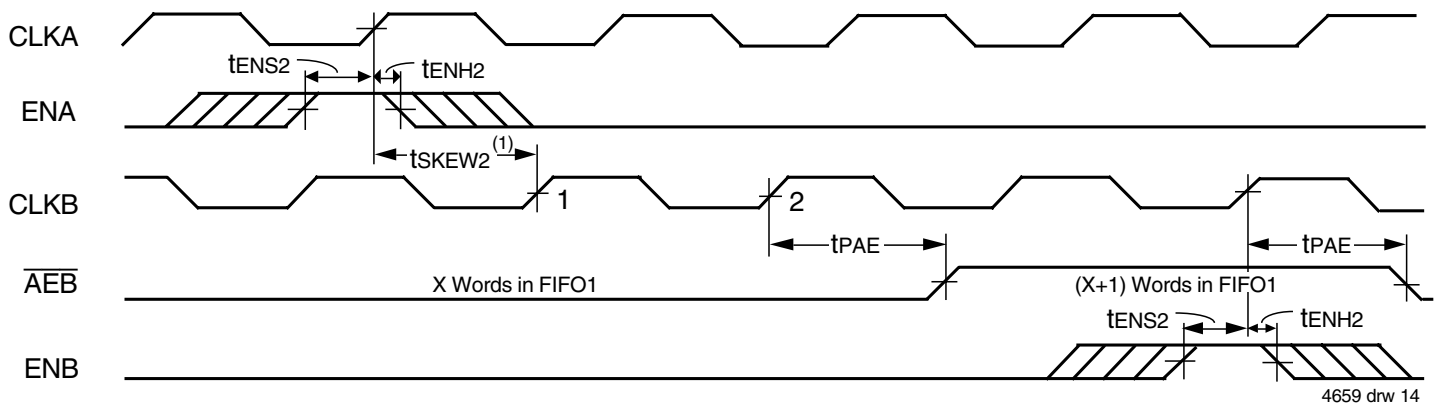 CLKA
tENS2 tENH2
ENA
tSKEW2 (1)
CLKB
1 2
tPAE tPAE
AEB
X Words in FIFO1 (X+1) Words in FIFO1
tENS2 tENH2
ENB
4659 drw 14